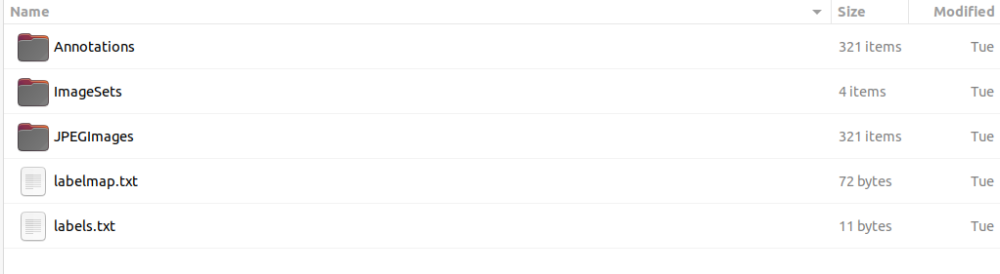 Name Size Modified
Annotations 321 items Tue
ImageSets 4 items Tue
JPEGImages 321 items Tue
labelmap.txt 72 bytes Tue
labels.txt 11 bytes Tue